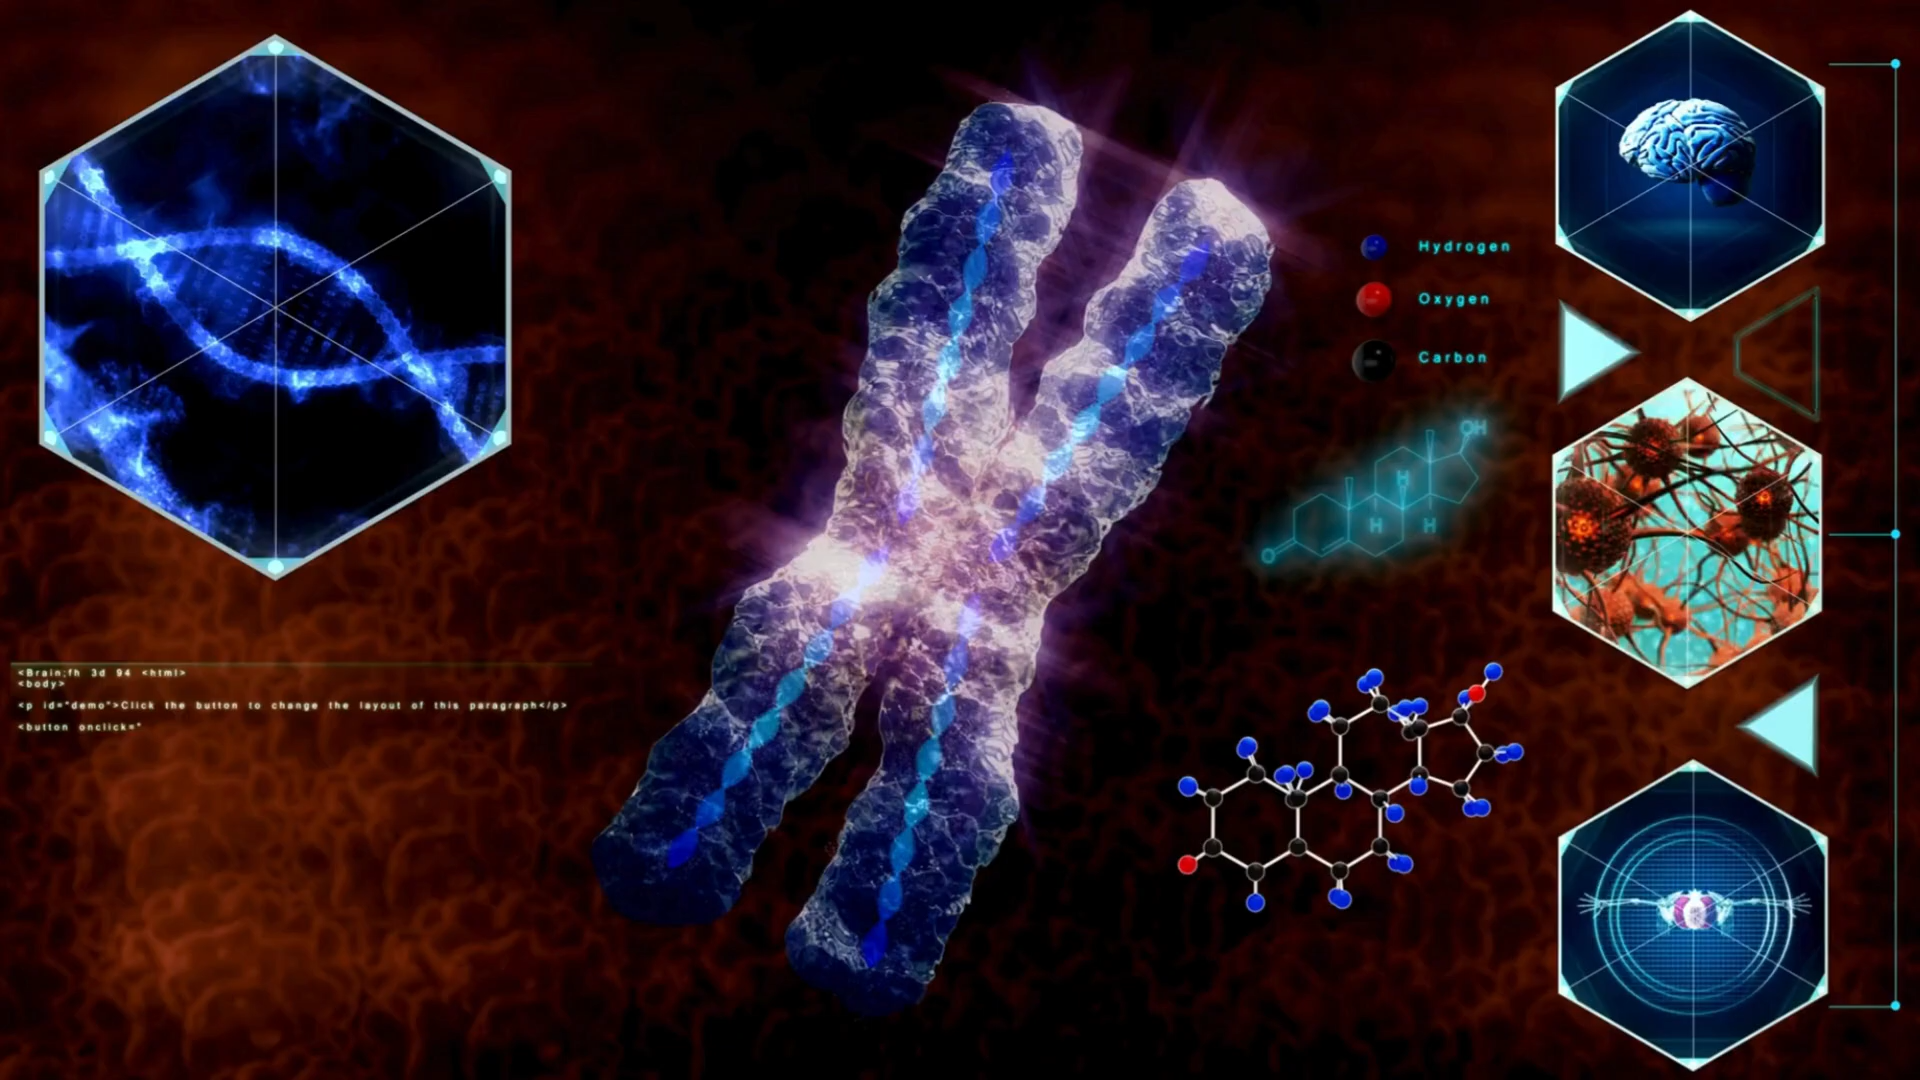 Hydrogen
Oxygen
Carbon
OH
H
H
H
O
<Brain;fh 3d 94 <html>
<body>
<p id="demo">Click the button to change the layout of this paragraph</p>
<button onclick="